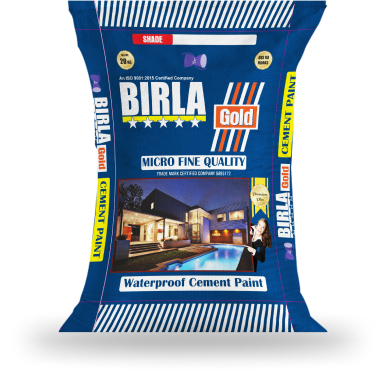 SHADE
20 KG
An ISO 9001:2015 Certified Company
BIRLA
Gold
MICRO FINE QUALITY
TRADE MARK CERTIFIED COMPANY 5855172
Waterproof Cement Paint
BIRLA Gold
CEMENT PAINT
BIRLA Gold
CEMENT PAINT